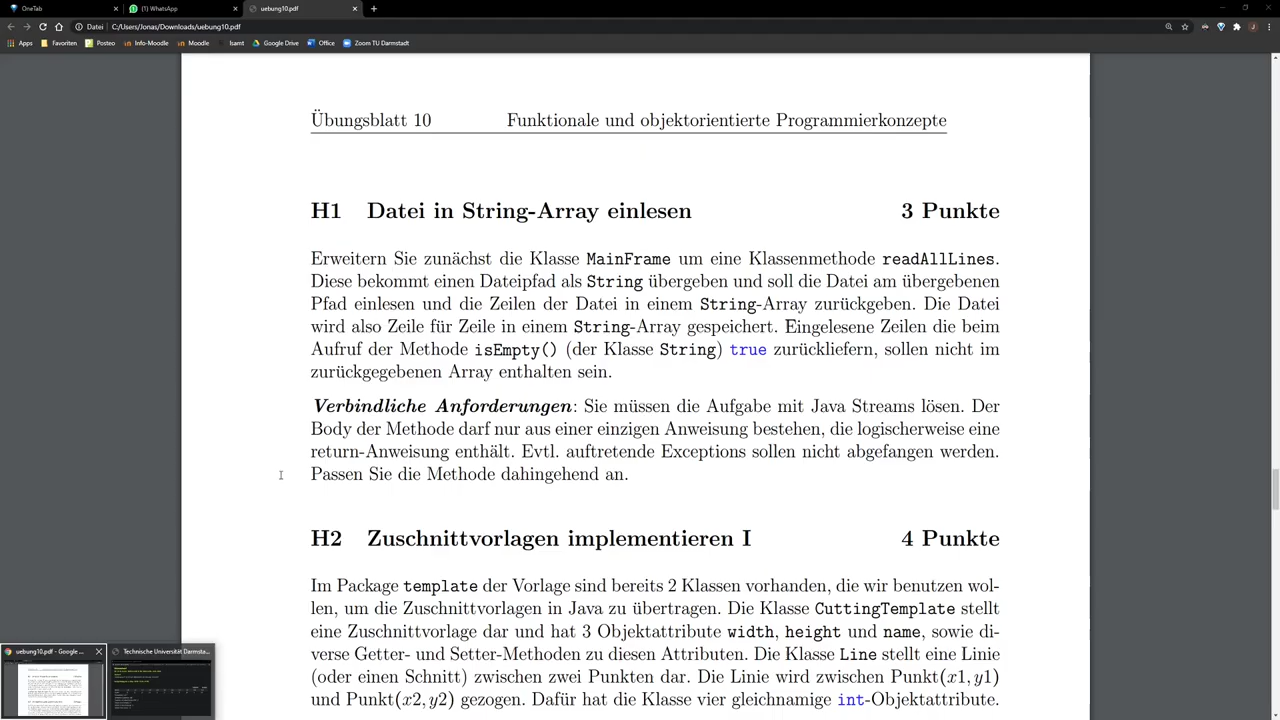 OneTab
(1) WhatsApp
uebung10.pdf
Datei
C:/Users/Jonas/Downloads/uebung10.pdf
Apps
Favoriten
Posteo
Info-Moodle
Moodle
Isamt
Google Drive
Office
Zoom TU Darmstadt
Übungsblatt 10 Funktionale und objektorientierte Programmierkonzepte
H1 Datei in String-Array einlesen 3 Punkte
Erweitern Sie zunächst die Klasse MainFrame um eine Klassenmethode readAllLines.
Diese bekommt einen Dateipfad als String übergeben und soll die Datei am übergebenen
Pfad einlesen und die Zeilen der Datei in einem String-Array zurückgeben. Die Datei
wird also Zeile für Zeile in einem String-Array gespeichert. Eingelesene Zeilen die beim
Aufruf der Methode isEmpty() (der Klasse String) true zurückliefern, sollen nicht im
zurückgegebenen Array enthalten sein.
Verbindliche Anforderungen: Sie müssen die Aufgabe mit Java Streams lösen. Der
Body der Methode darf nur aus einer einzigen Anweisung bestehen, die logischerweise eine
return-Anweisung enthält. Evtl. auftretende Exceptions sollen nicht abgefangen werden.
Passen Sie die Methode dahingehend an.
H2 Zuschnittvorlagen implementieren I 4 Punkte
Im Package template der Vorlage sind bereits 2 Klassen vorhanden, die wir benutzen wol-
len, um die Zuschnittvorlagen in Java zu übertragen. Die Klasse CuttingTemplate stellt
eine Zuschnittvorlage dar und hat 3 Objektattribute width, height und name, sowie di-
verse Getter- und Setter-Methoden Attribute. Die Klasse Line stellt eine Linie
(oder einen Schnitt) zwischen 2 Punkten dar. Die Linie wird zwischen Punkt(x1, y1)
und Punkt(x2, y2) gezogen. Dafür hat die Klasse vier gleichnamige int-Objektattribute.
uebung10.pdf - Google ...
Technische Universität Darmsta...